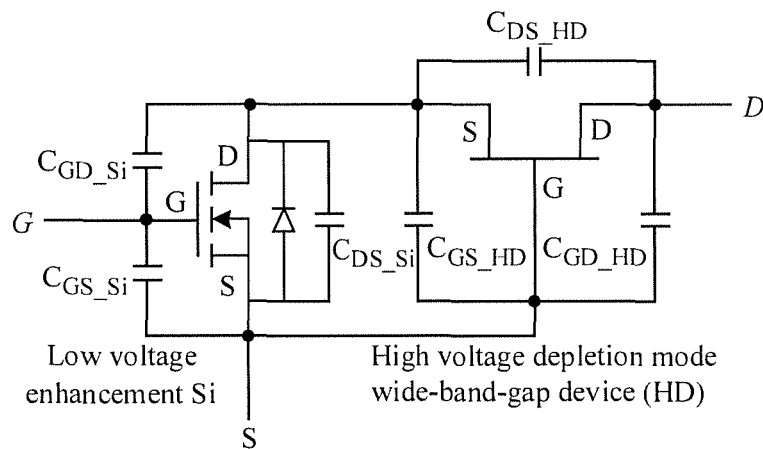 C_DS_HD
D
S
D
C_GD_Si
D
G
G
G
C_DS_Si
C_GS_HD
C_GD_HD
C_GS_Si
S
Low voltage
enhancement Si
High voltage depletion mode
wide-band-gap device (HD)
S